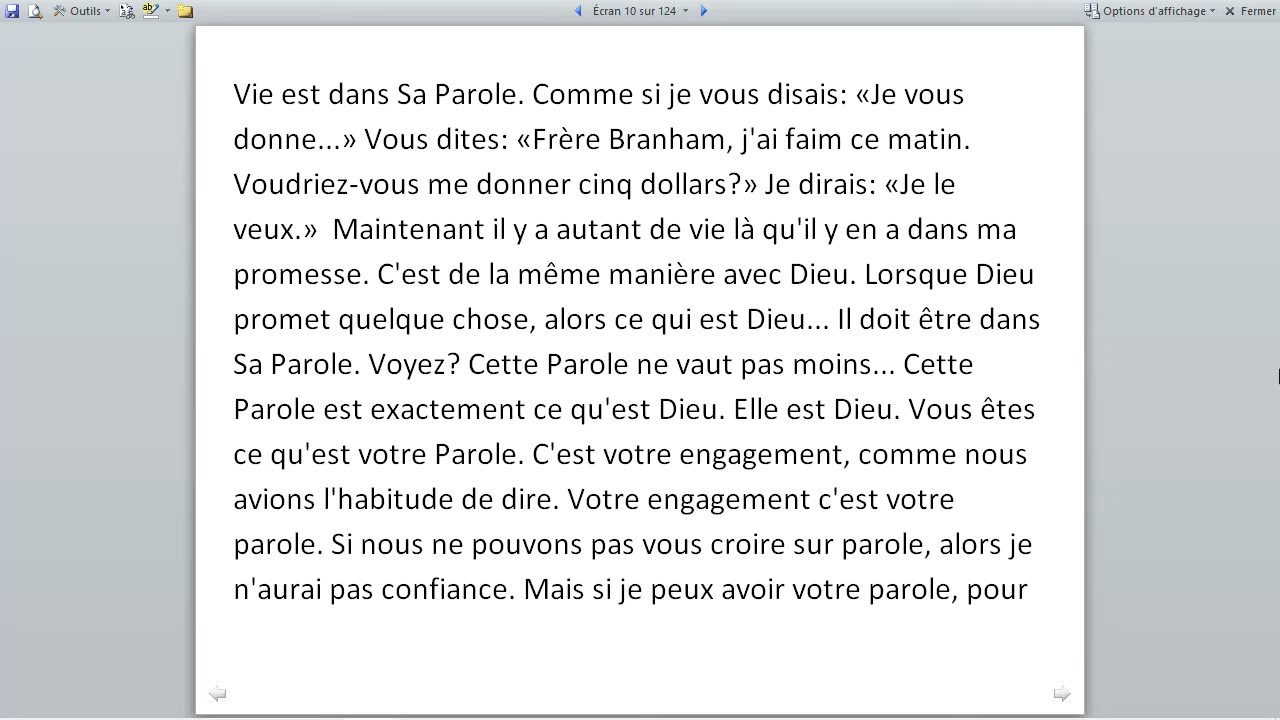 Outils
Écran 10 sur 124
Options d'affichage
Fermer
Vie est dans Sa Parole. Comme si je vous disais: «Je vous
donne...» Vous dites: «Frère Branham, j'ai faim ce matin.
Voudriez-vous me donner cinq dollars?» Je dirais: «Je le
veux.»  Maintenant il y a autant de vie là qu'il y en a dans ma
promesse. C'est de la même manière avec Dieu. Lorsque Dieu
promet quelque chose, alors ce qui est Dieu... Il doit être dans
Sa Parole. Voyez? Cette Parole ne vaut pas moins... Cette
Parole est exactement ce qu'est Dieu. Elle est Dieu. Vous êtes
ce qu'est votre Parole. C'est votre engagement, comme nous
avions l'habitude de dire. Votre engagement c'est votre
parole. Si nous ne pouvons pas vous croire sur parole, alors je
n'aurai pas confiance. Mais si je peux avoir votre parole, pour